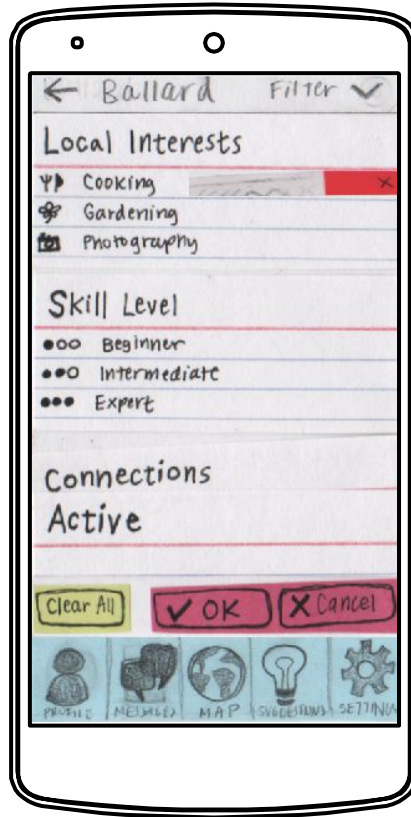 Ballard Filter
Local Interests
Cooking
Gardening
Photography
Skill Level
Beginner
Intermediate
Expert
Connections
Active
Clear All OK Cancel
PROFILE MESSAGES MAP SUGGESTIONS SETTINGS